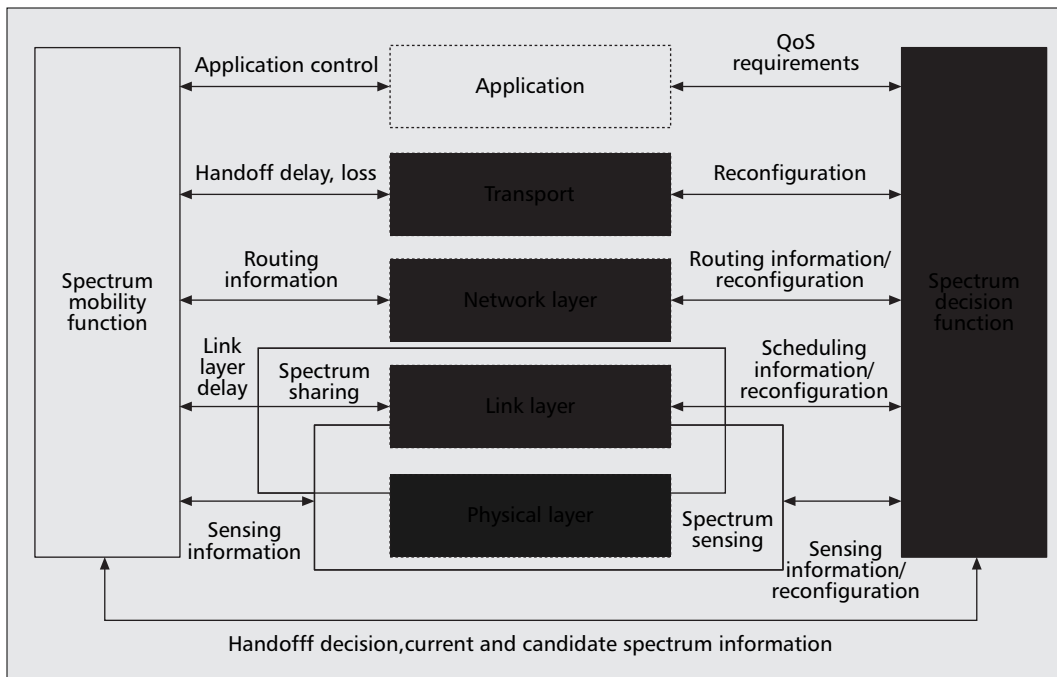 Application control
Application
QoS
requirements
Handoff delay, loss
Transport
Reconfiguration
Spectrum
mobility
function
Routing
information
Network layer
Routing information/
reconfiguration
Spectrum
decision
function
Link
layer
delay
Spectrum
sharing
Link layer
Scheduling
information/
reconfiguration
Sensing
information
Physical layer
Spectrum
sensing
Sensing
information/
reconfiguration
Handofff decision,current and candidate spectrum information